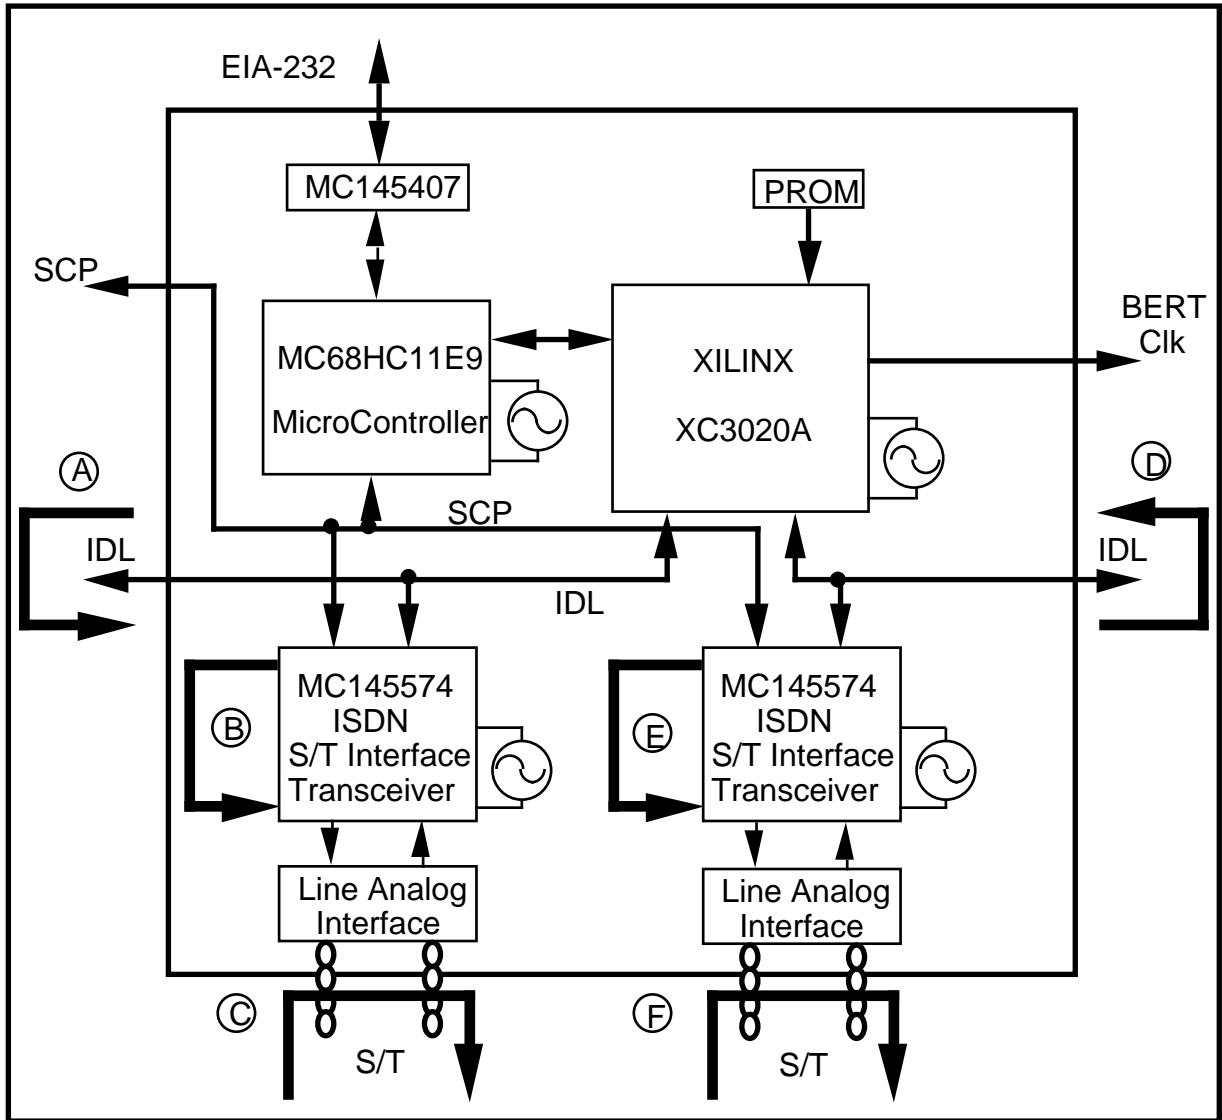 EIA-232
MC145407
PROM
SCP
BERT
Clk
MC68HC11E9
MicroController
XILINX
XC3020A
A
D
SCP
IDL
IDL
IDL
MC145574
ISDN
S/T Interface
Transceiver
B
MC145574
ISDN
S/T Interface
Transceiver
E
Line Analog
Interface
Line Analog
Interface
C
F
S/T
S/T